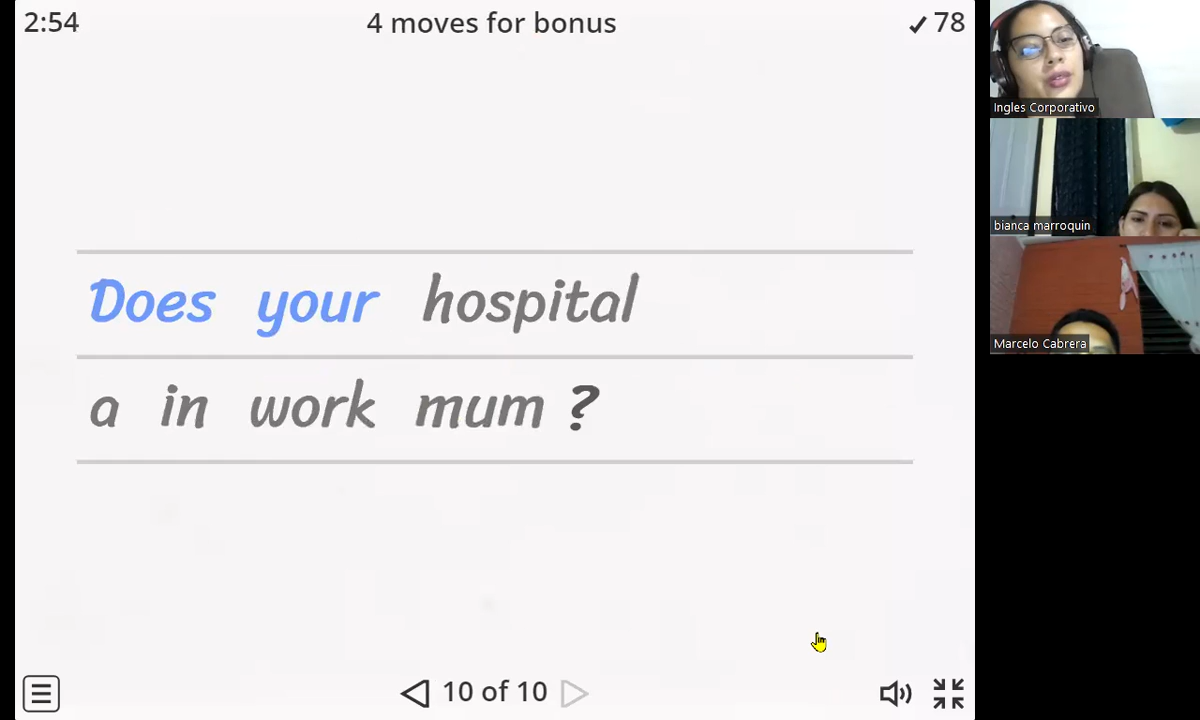 2:54
4 moves for bonus
✓ 78
Does your hospital
a in work mum ?
10 of 10
Ingles Corporativo
bianca marroquin
Marcelo Cabrera